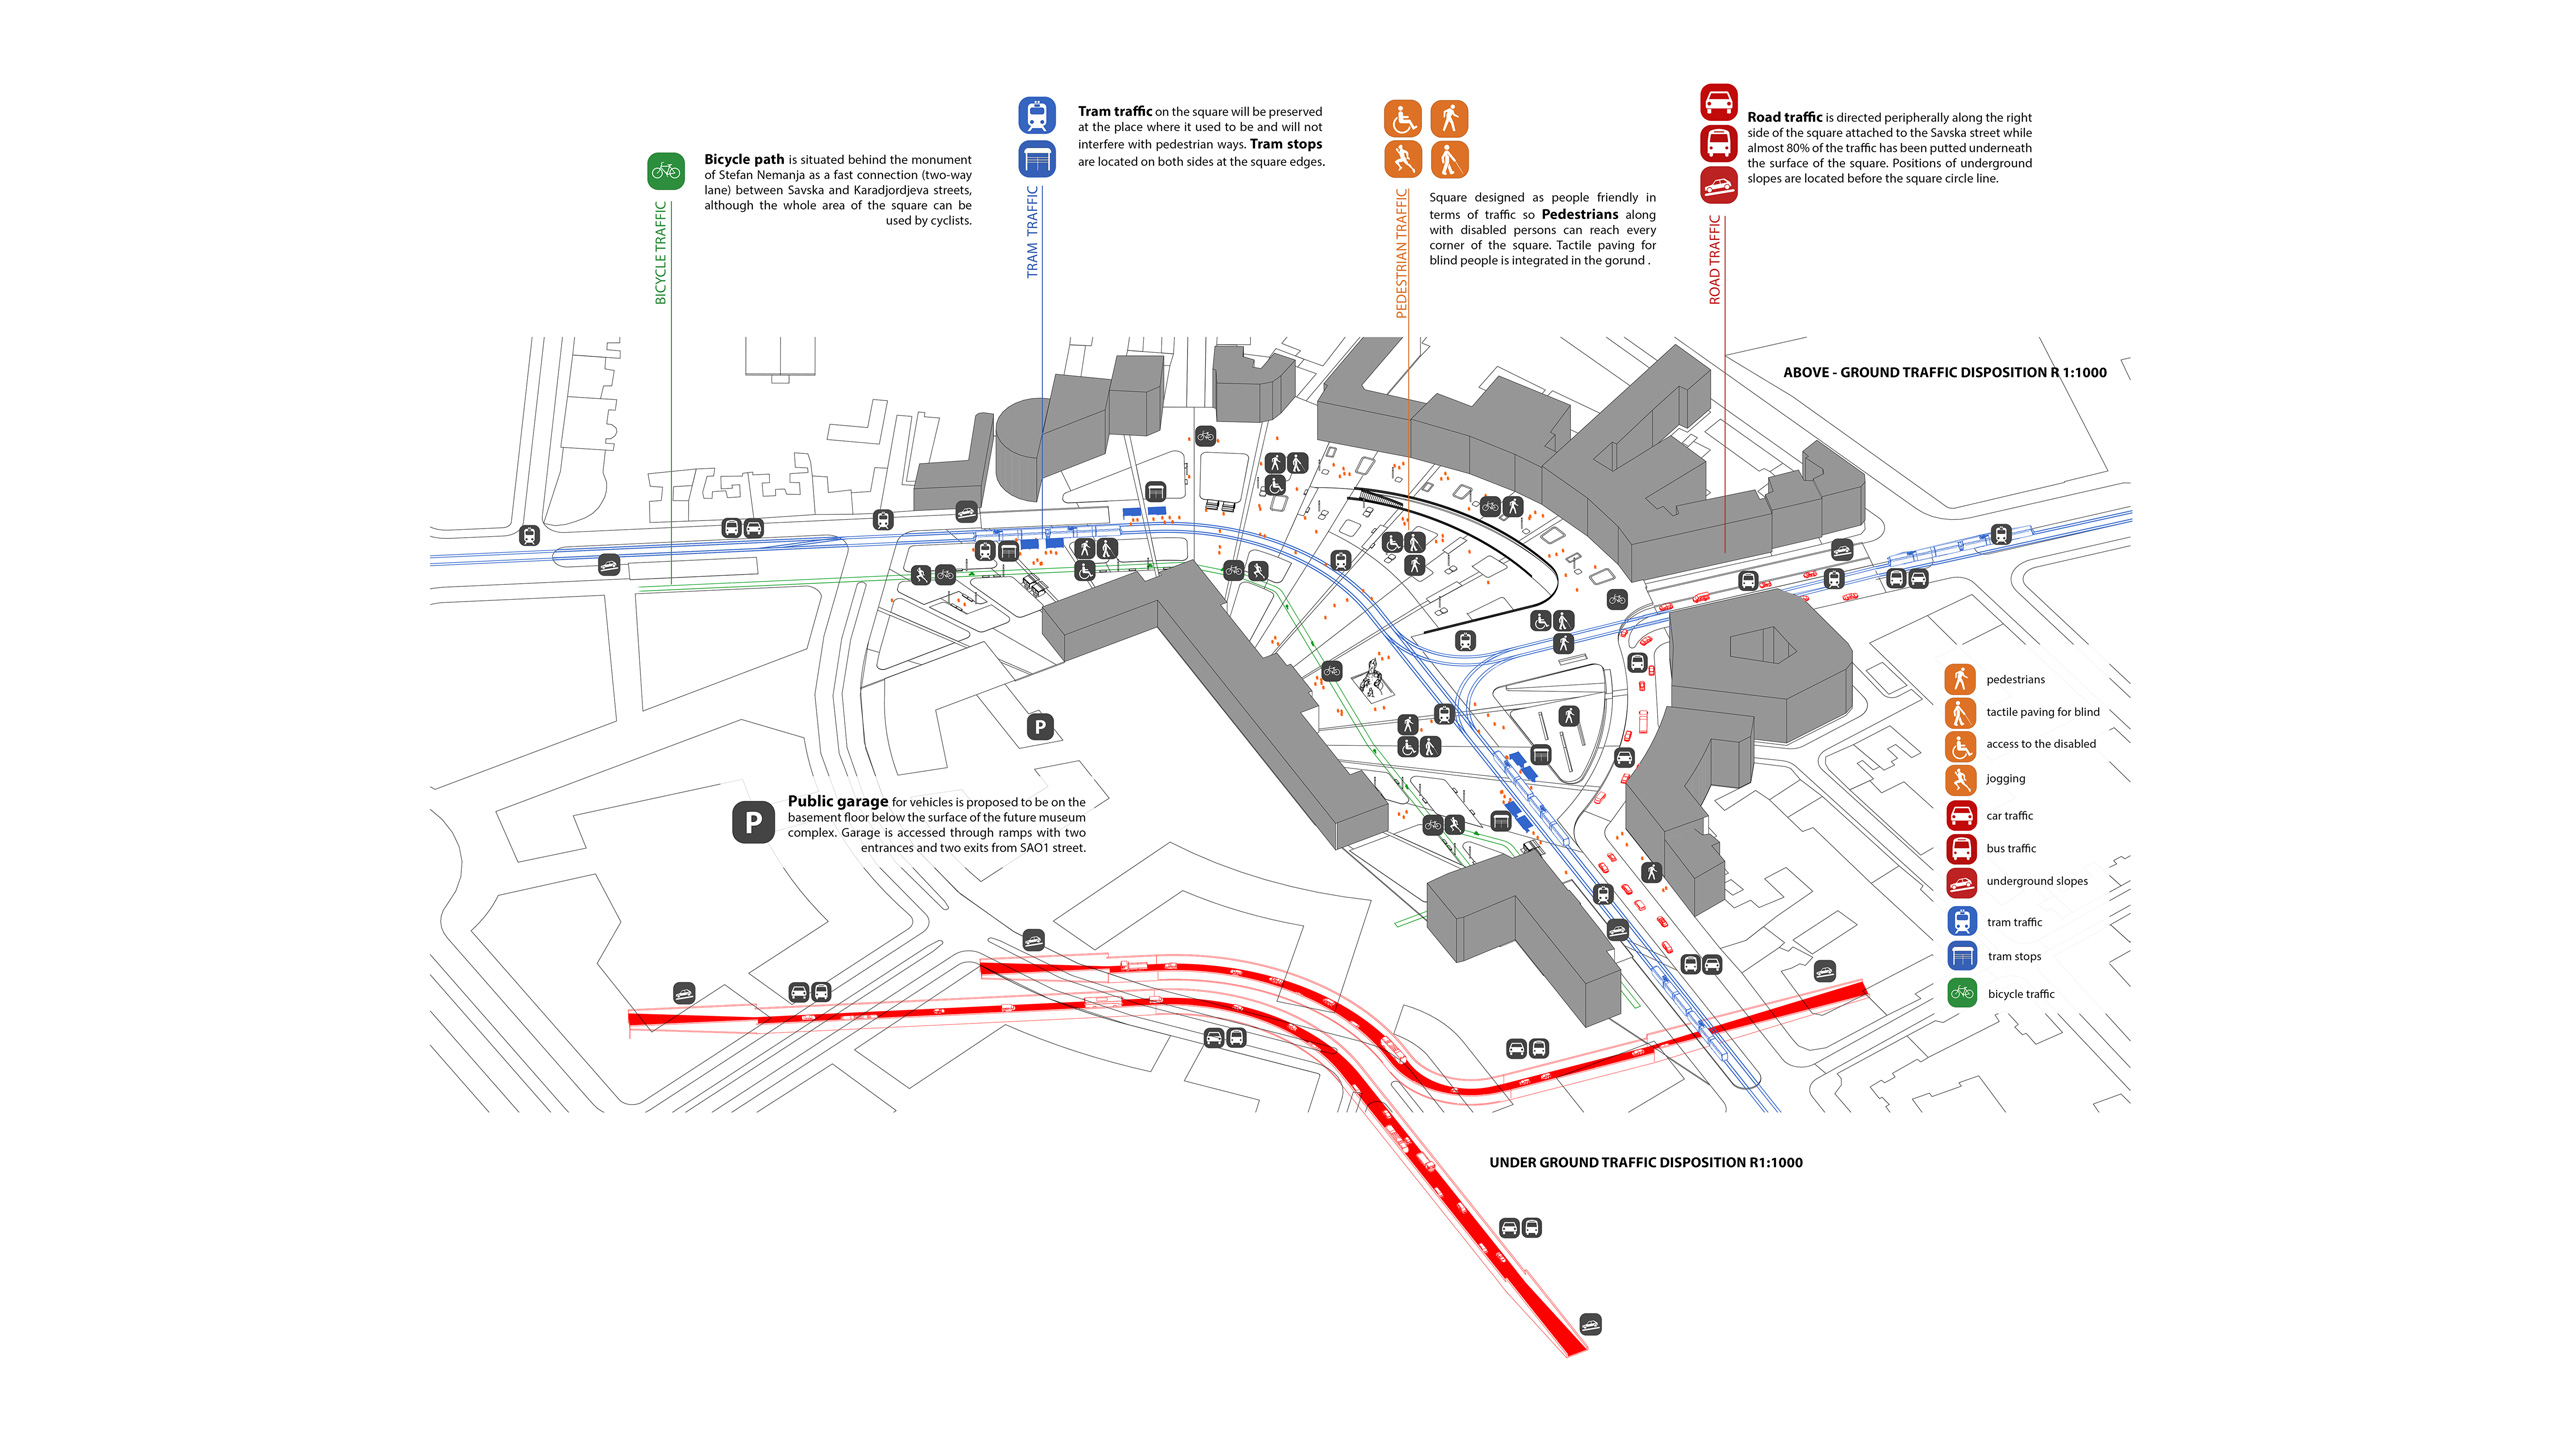 Bicycle path is situated behind the monument
of Stefan Nemanja as a fast connection (two-way
lane) between Savska and Karadjordjeva streets,
although the whole area of the square can be
used by cyclists.
BICYCLE TRAFFIC
Tram traffic on the square will be preserved
at the place where it used to be and will not
interfere with pedestrian ways. Tram stops
are located on both sides at the square edges.
TRAM TRAFFIC
Square designed as people friendly in
terms of traffic so Pedestrians along
with disabled persons can reach every
corner of the square. Tactile paving for
blind people is integrated in the gorund .
PEDESTRIAN TRAFFIC
Road traffic is directed peripherally along the right
side of the square attached to the Savska street while
almost 80% of the traffic has been putted underneath
the surface of the square. Positions of underground
slopes are located before the square circle line.
ROAD TRAFFIC
ABOVE - GROUND TRAFFIC DISPOSITION R 1:1000
P
P
Public garage for vehicles is proposed to be on the
basement floor below the surface of the future museum
complex. Garage is accessed through ramps with two
entrances and two exits from SAO1 street.
pedestrians
tactile paving for blind
access to the disabled
jogging
car traffic
bus traffic
underground slopes
tram traffic
tram stops
bicycle traffic
UNDER GROUND TRAFFIC DISPOSITION R1:1000